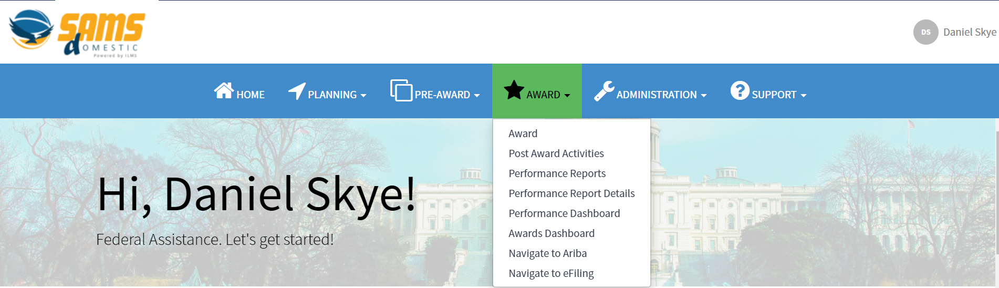 SAMS
dOMESTIC
Powered by ILMS
DS Daniel Skye
HOME PLANNING PRE-AWARD AWARD ADMINISTRATION ? SUPPORT
Award
Post Award Activities
Performance Reports
Performance Report Details
Performance Dashboard
Awards Dashboard
Navigate to Ariba
Navigate to eFiling
Hi, Daniel Skye!
Federal Assistance. Let's get started!